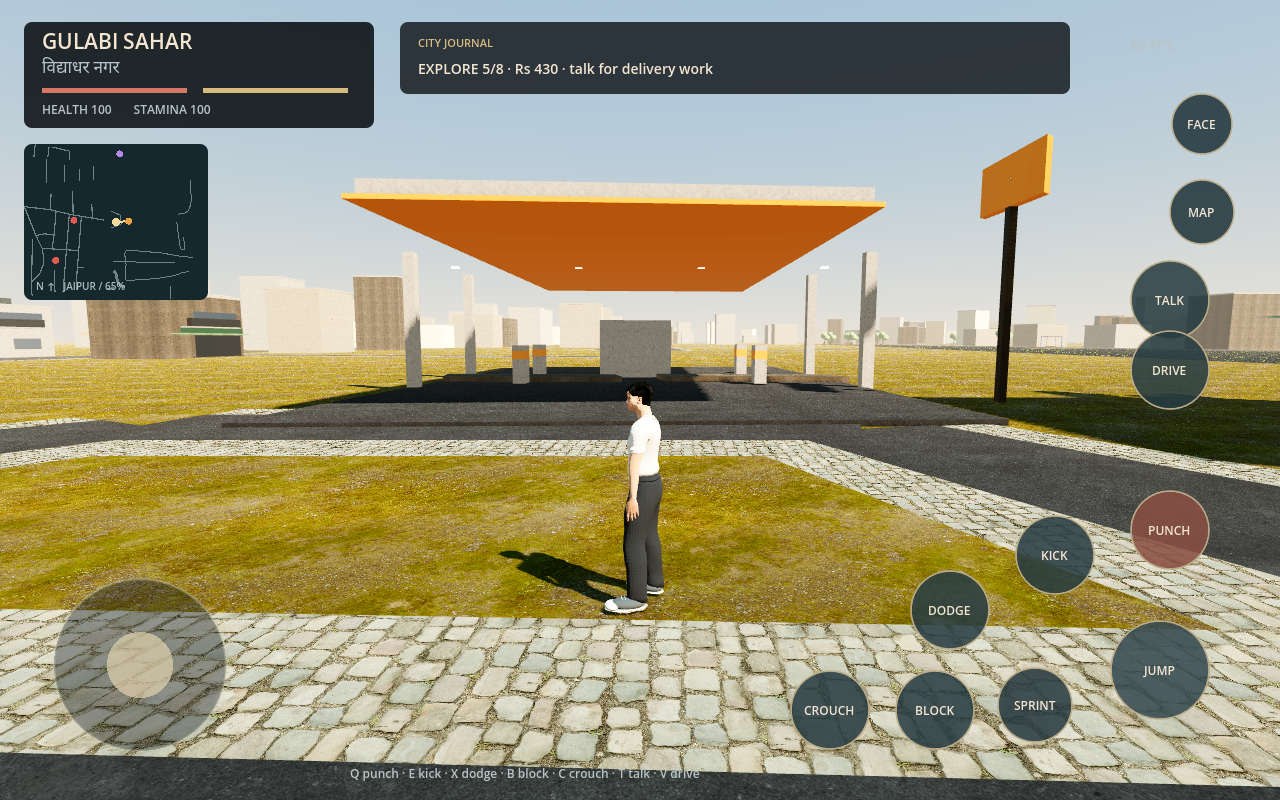 GULABI SAHAR
विद्याधर नगर
HEALTH 100 STAMINA 100
CITY JOURNAL
EXPLORE 5/8 · Rs 430 · talk for delivery work
60 FPS
N ↑ JAIPUR / 65%
FACE
MAP
TALK
DRIVE
PUNCH
KICK
DODGE
JUMP
CROUCH
BLOCK
SPRINT
Q punch · E kick · X dodge · B block · C crouch · T talk · V drive